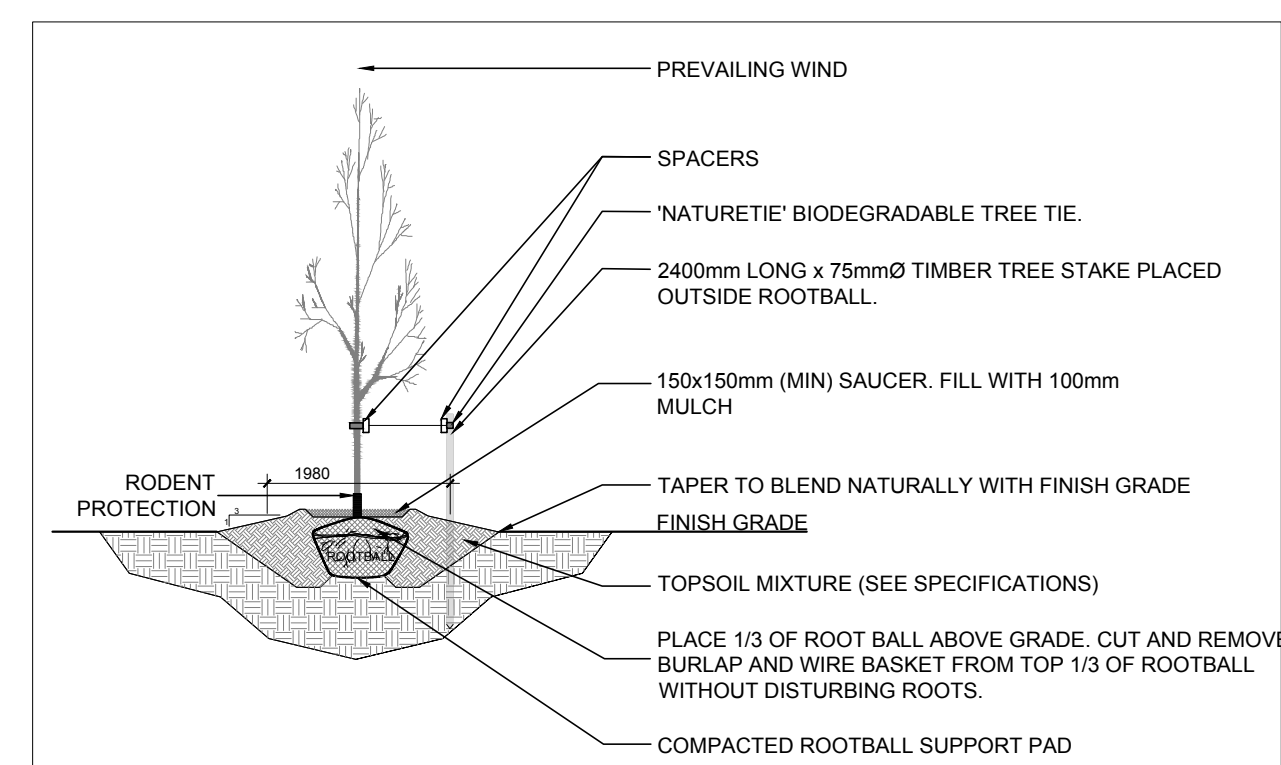 PREVAILING WIND
SPACERS
'NATURETIE' BIODEGRADABLE TREE TIE.
2400mm LONG x 75mmØ TIMBER TREE STAKE PLACED
OUTSIDE ROOTBALL.
150x150mm (MIN) SAUCER. FILL WITH 100mm
MULCH
RODENT
PROTECTION
1980
3
1
TAPER TO BLEND NATURALLY WITH FINISH GRADE
FINISH GRADE
ROOTBALL
TOPSOIL MIXTURE (SEE SPECIFICATIONS)
PLACE 1/3 OF ROOT BALL ABOVE GRADE. CUT AND REMOVE
BURLAP AND WIRE BASKET FROM TOP 1/3 OF ROOTBALL
WITHOUT DISTURBING ROOTS.
COMPACTED ROOTBALL SUPPORT PAD